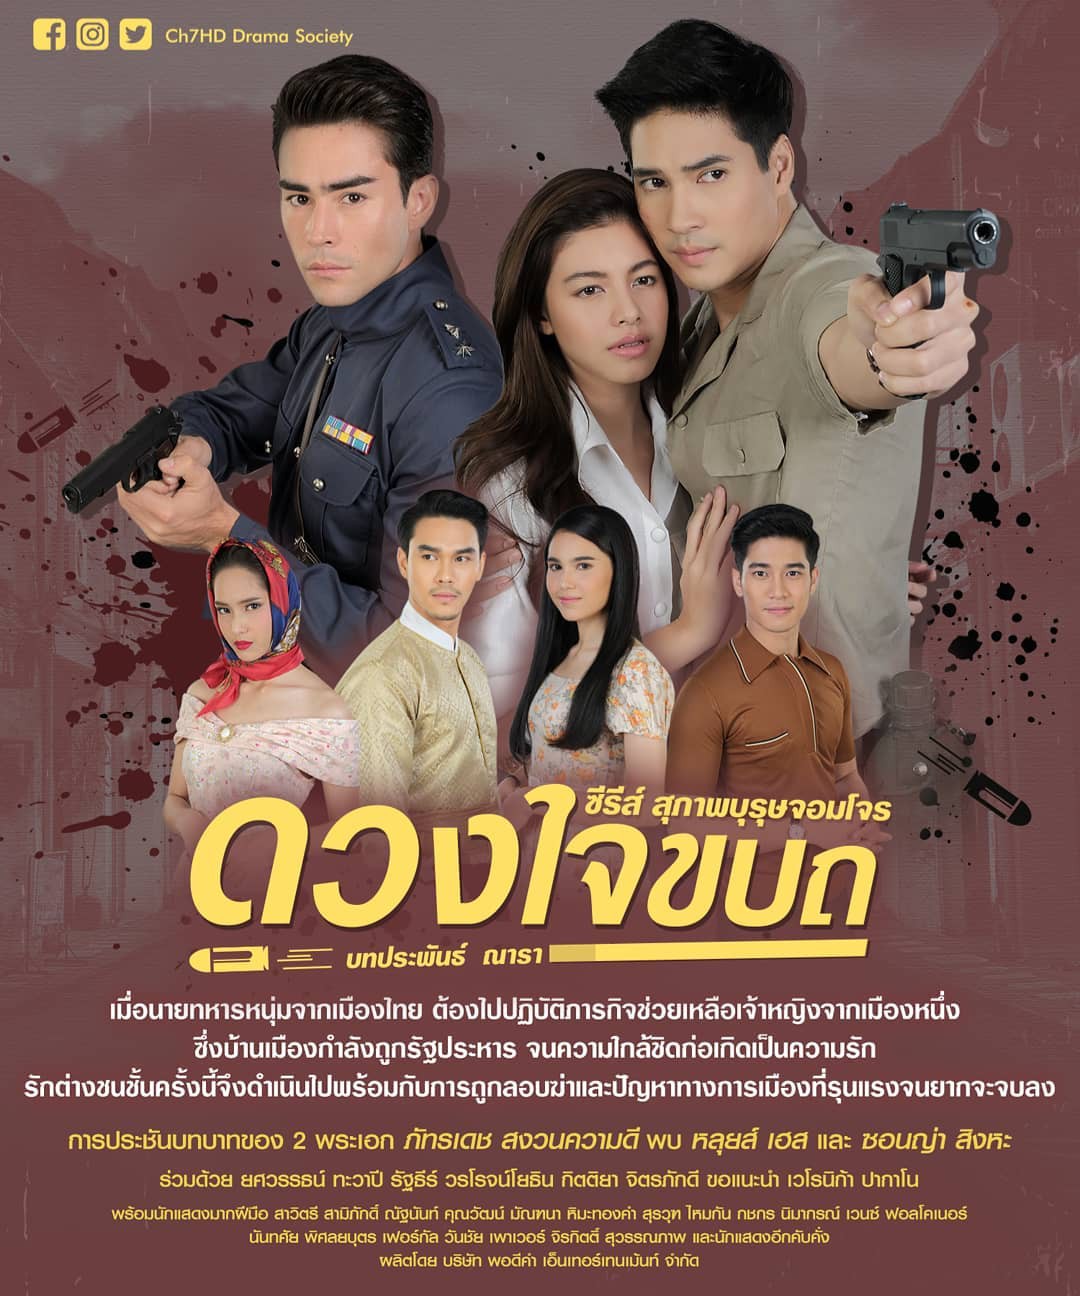 Ch7HD Drama Society
ซีรีส์ สุภาพบุรุษจอมโจร
ดวงใจขบถ
บทประพันธ์ ณารา
เมื่อนายทหารหนุ่มจากเมืองไทย ต้องไปปฏิบัติภารกิจช่วยเหลือเจ้าหญิงจากเมืองหนึ่ง
ซึ่งบ้านเมืองกำลังถูกรัฐประหาร จนความใกล้ชิดก่อเกิดเป็นความรัก
รักต่างชนชั้นครั้งนี้จึงดำเนินไปพร้อมกับการถูกลอบฆ่าและปัญหาทางการเมืองที่รุนแรงจนยากจะจบลง
การประชันบทบาทของ 2 พระเอก ภัทรเดช สงวนความดี พบ หลุยส์ เฮส และ ซอนญ่า สิงหะ
ร่วมด้วย ยศวรรธน์ ทะวาปี รัฐธีร์ วรโรจน์โยธิน กิตติยา จิตรภักดี ขอแนะนำ เวโรนิก้า ปากาโน
พร้อมนักแสดงมากฝีมือ สาวิตรี สามิภักดิ์ ณัฐนันท์ คุณวัฒน์ มัณฑนา หิมะทองคำ สุรวุฑ ไหมกัน กชกร นิมากรณ์ เวนซ์ ฟอลโคเนอร์
นันทศัย พิศลยบุตร เฟอร์กัส วันชัย เพาเวอร์ จิรกิตติ์ สุวรรณภาพ และนักแสดงอีกคับคั่ง
ผลิตโดย บริษัท พอดีคำ เอ็นเทอร์เทนเม้นท์ จำกัด